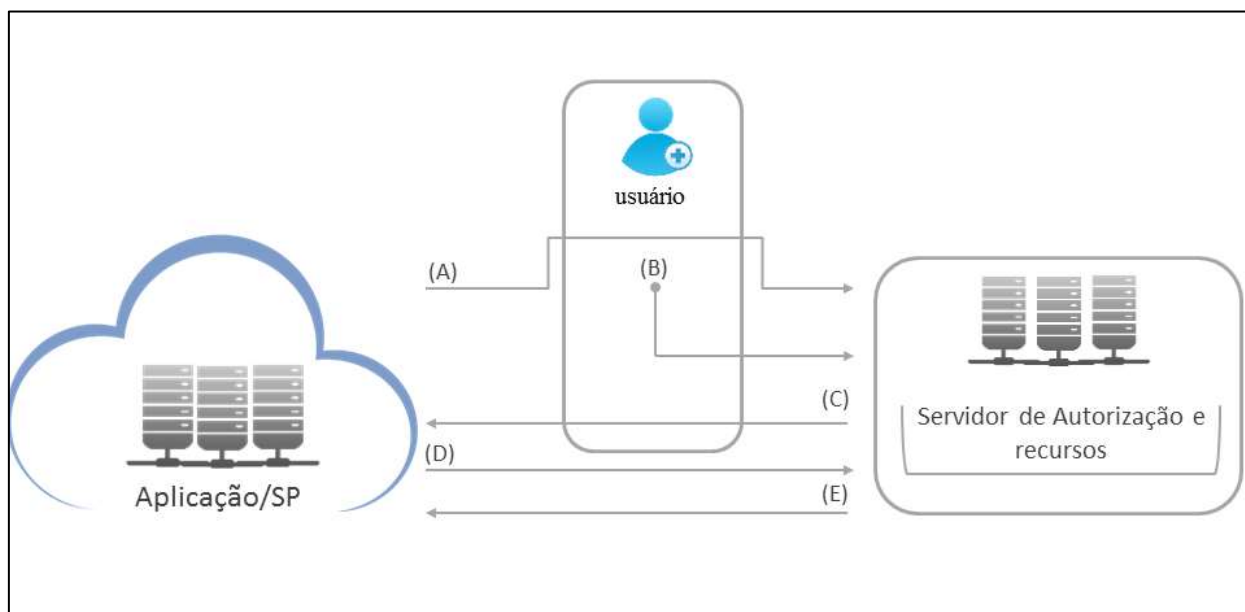 usuário
(A)
(B)
(C)
Servidor de Autorização e
recursos
(D)
Aplicação/SP
(E)